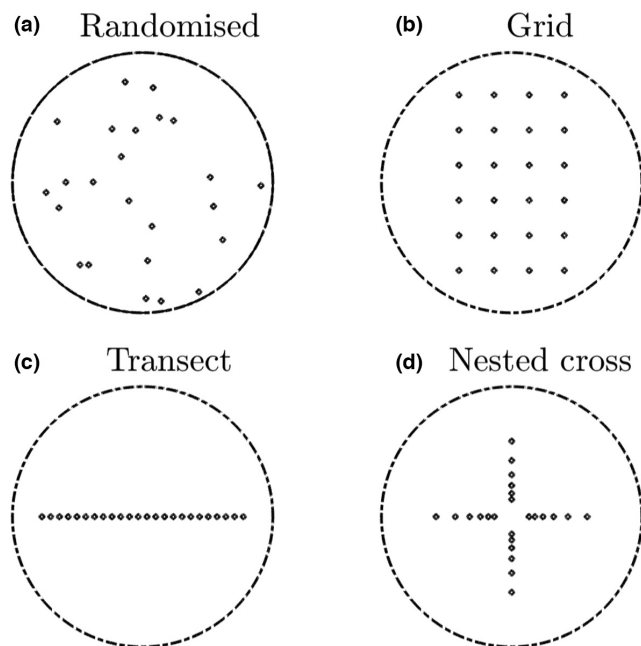 (a) Randomised
(b) Grid
(c) Transect
(d) Nested cross